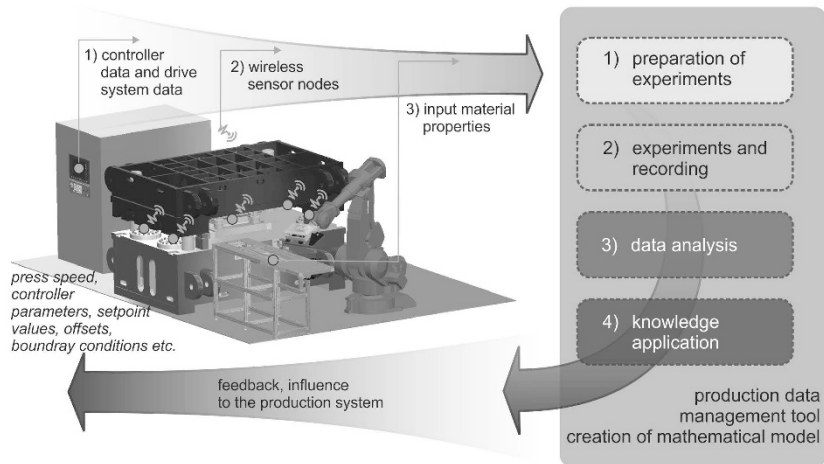 1) controller
data and drive
system data
2) wireless
sensor nodes
3) input material
properties
press speed,
controller
parameters, setpoint
values, offsets,
boundray conditions etc.
feedback, influence
to the production system
1) preparation of
experiments
2) experiments and
recording
3) data analysis
4) knowledge
application
production data
management tool
creation of mathematical model